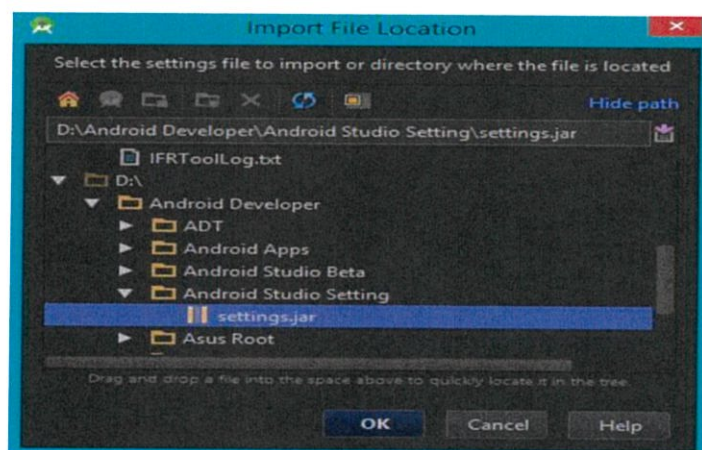 Import File Location
Select the settings file to import or directory where the file is located
Hide path
D:\Android Developer\Android Studio Setting\settings.jar
IFRToolLog.txt
D:\
Android Developer
ADT
Android Apps
Android Studio Beta
Android Studio Setting
settings.jar
Asus Root
Drag and drop a file into the space above to quickly locate it in the tree.
OK Cancel Help